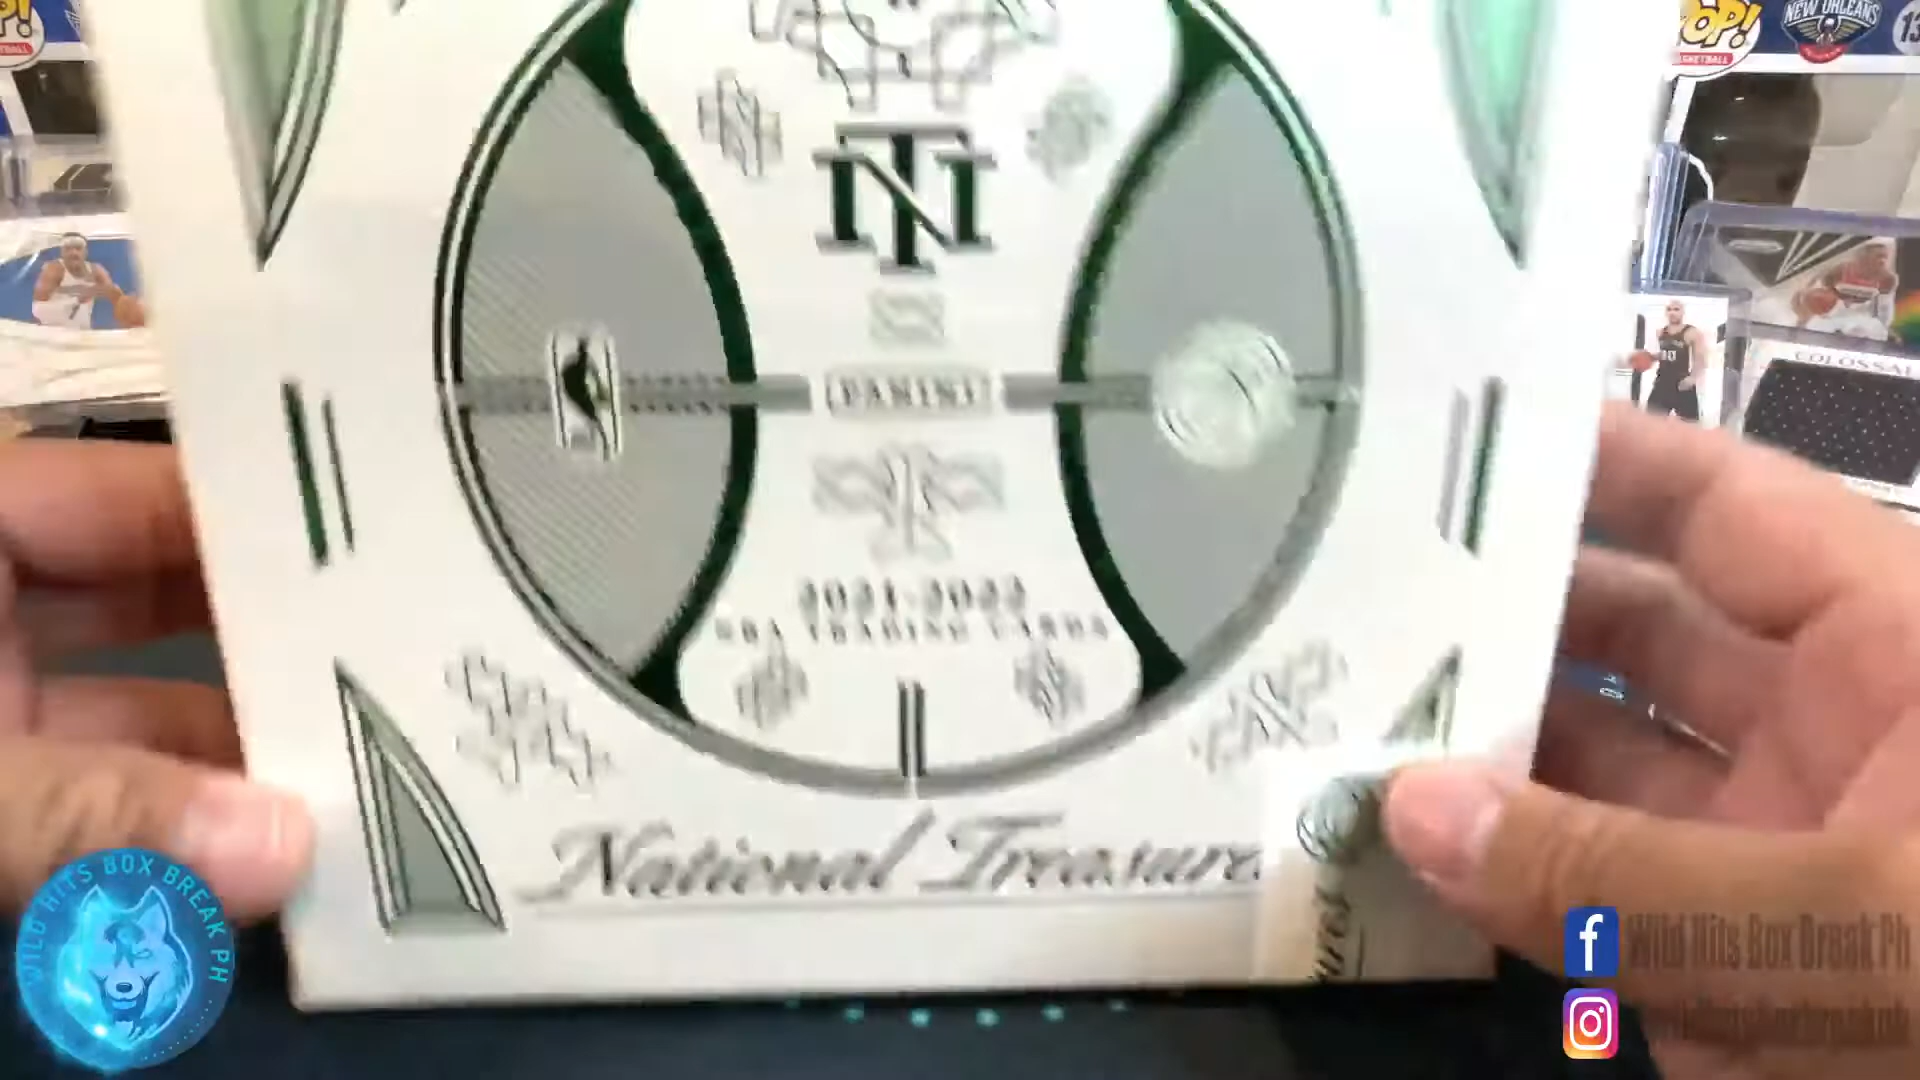 POP!
NEW ORLEANS
13
NT
PANINI
COLOSSAL
2021-2022
NBA TRADING CARDS
National Treasures
WILD HITS BOX BREAK PH
Wild Hits Box Break Ph